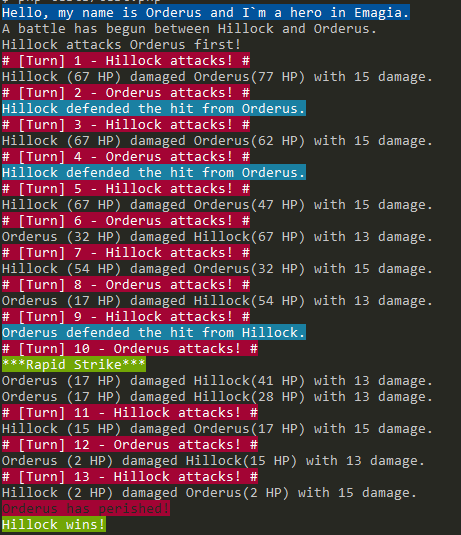 $ php tests/test.php
Hello, my name is Orderus and I`m a hero in Emagia.
A battle has begun between Hillock and Orderus.
Hillock attacks Orderus first!
# [Turn] 1 - Hillock attacks! #
Hillock (67 HP) damaged Orderus(77 HP) with 15 damage.
# [Turn] 2 - Orderus attacks! #
Hillock defended the hit from Orderus.
# [Turn] 3 - Hillock attacks! #
Hillock (67 HP) damaged Orderus(62 HP) with 15 damage.
# [Turn] 4 - Orderus attacks! #
Hillock defended the hit from Orderus.
# [Turn] 5 - Hillock attacks! #
Hillock (67 HP) damaged Orderus(47 HP) with 15 damage.
# [Turn] 6 - Orderus attacks! #
Orderus (32 HP) damaged Hillock(67 HP) with 13 damage.
# [Turn] 7 - Hillock attacks! #
Hillock (54 HP) damaged Orderus(32 HP) with 15 damage.
# [Turn] 8 - Orderus attacks! #
Orderus (17 HP) damaged Hillock(54 HP) with 13 damage.
# [Turn] 9 - Hillock attacks! #
Orderus defended the hit from Hillock.
# [Turn] 10 - Orderus attacks! #
***Rapid Strike***
Orderus (17 HP) damaged Hillock(41 HP) with 13 damage.
Orderus (17 HP) damaged Hillock(28 HP) with 13 damage.
# [Turn] 11 - Hillock attacks! #
Hillock (15 HP) damaged Orderus(17 HP) with 15 damage.
# [Turn] 12 - Orderus attacks! #
Orderus (2 HP) damaged Hillock(15 HP) with 13 damage.
# [Turn] 13 - Hillock attacks! #
Hillock (2 HP) damaged Orderus(2 HP) with 15 damage.
Orderus has perished!
Hillock wins!